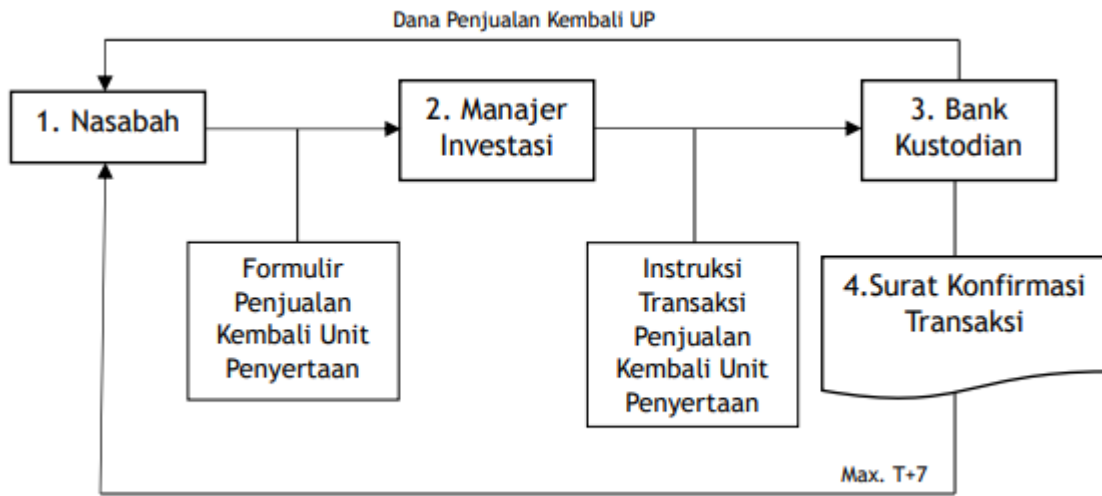 Dana Penjualan Kembali UP
1. Nasabah
2. Manajer
Investasi
3. Bank
Kustodian
Formulir
Penjualan
Kembali Unit
Penyertaan
Instruksi
Transaksi
Penjualan
Kembali Unit
Penyertaan
4.Surat Konfirmasi
Transaksi
Max. T+7